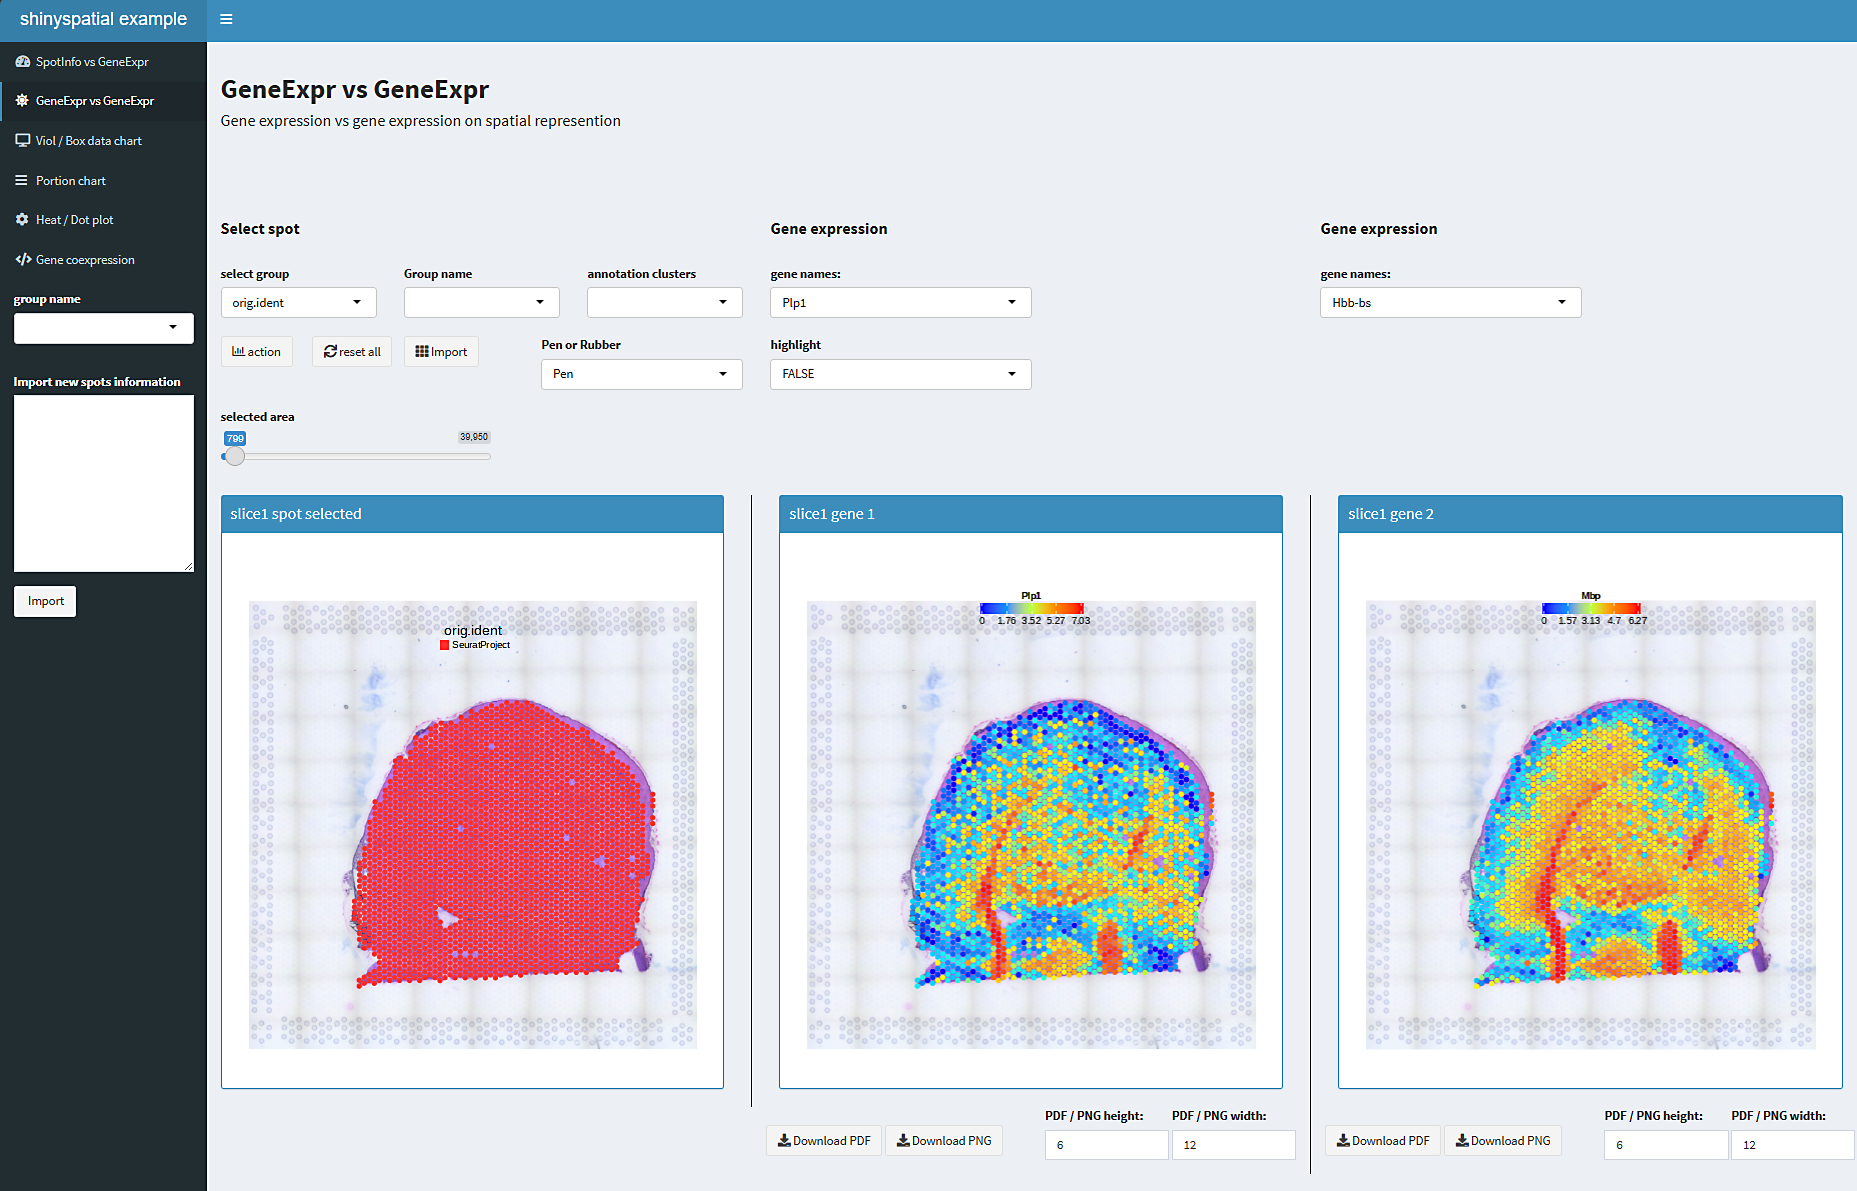 shinyspatial example
SpotInfo vs GeneExpr
GeneExpr vs GeneExpr
Viol / Box data chart
Portion chart
Heat / Dot plot
Gene coexpression
group name
Import new spots information
Import
GeneExpr vs GeneExpr
Gene expression vs gene expression on spatial represention
Select spot
select group
Group name
annotation clusters
orig.ident
action
reset all
Import
Pen or Rubber
Pen
selected area
799
39,950
Gene expression
gene names:
Plp1
highlight
FALSE
Gene expression
gene names:
Hbb-bs
slice1 spot selected
orig.ident
SeuratProject
slice1 gene 1
Plp1
0 1.76 3.52 5.27 7.03
PDF / PNG height: PDF / PNG width:
Download PDF Download PNG 6 12
slice1 gene 2
Mbp
0 1.57 3.13 4.7 6.27
PDF / PNG height: PDF / PNG width:
Download PDF Download PNG 6 12